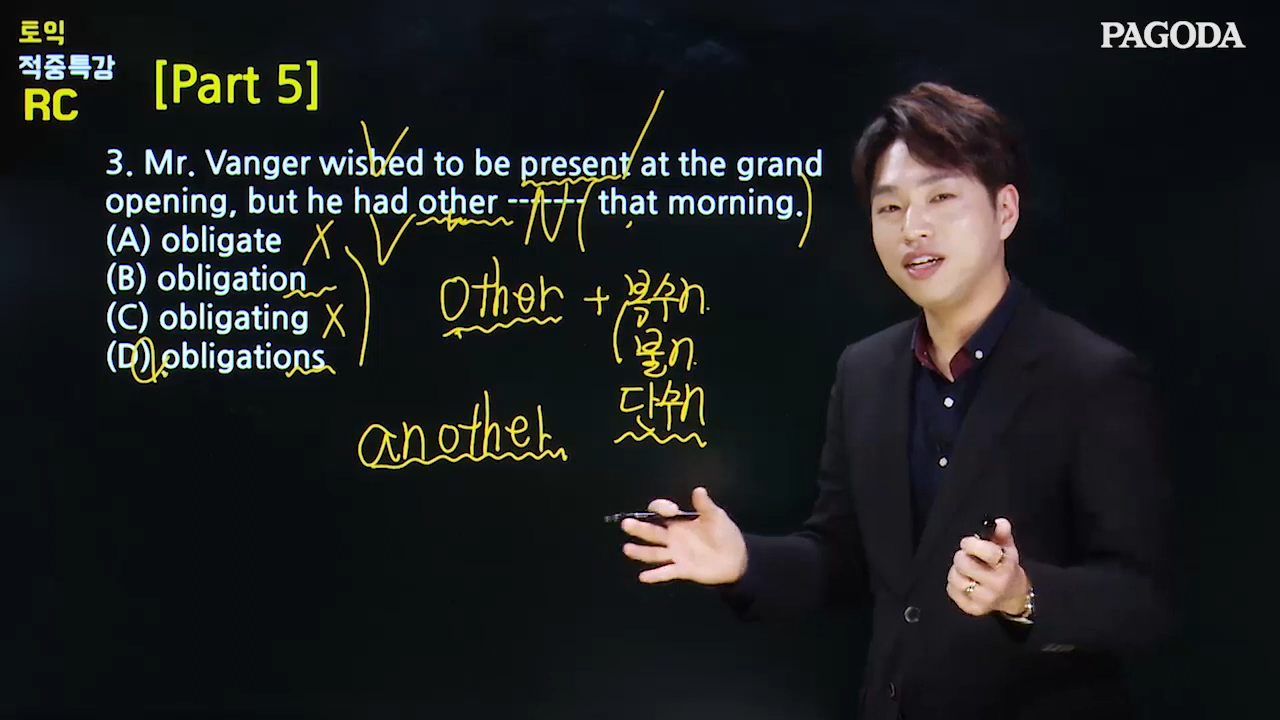 토익
적중특강
RC
PAGODA
[Part 5]
3. Mr. Vanger wished to be present at the grand
opening, but he had other ------- that morning.
(A) obligate X
(B) obligation
(C) obligating X
(D) obligations
V
V
N
other + 복수n.
불n.
단수n
another